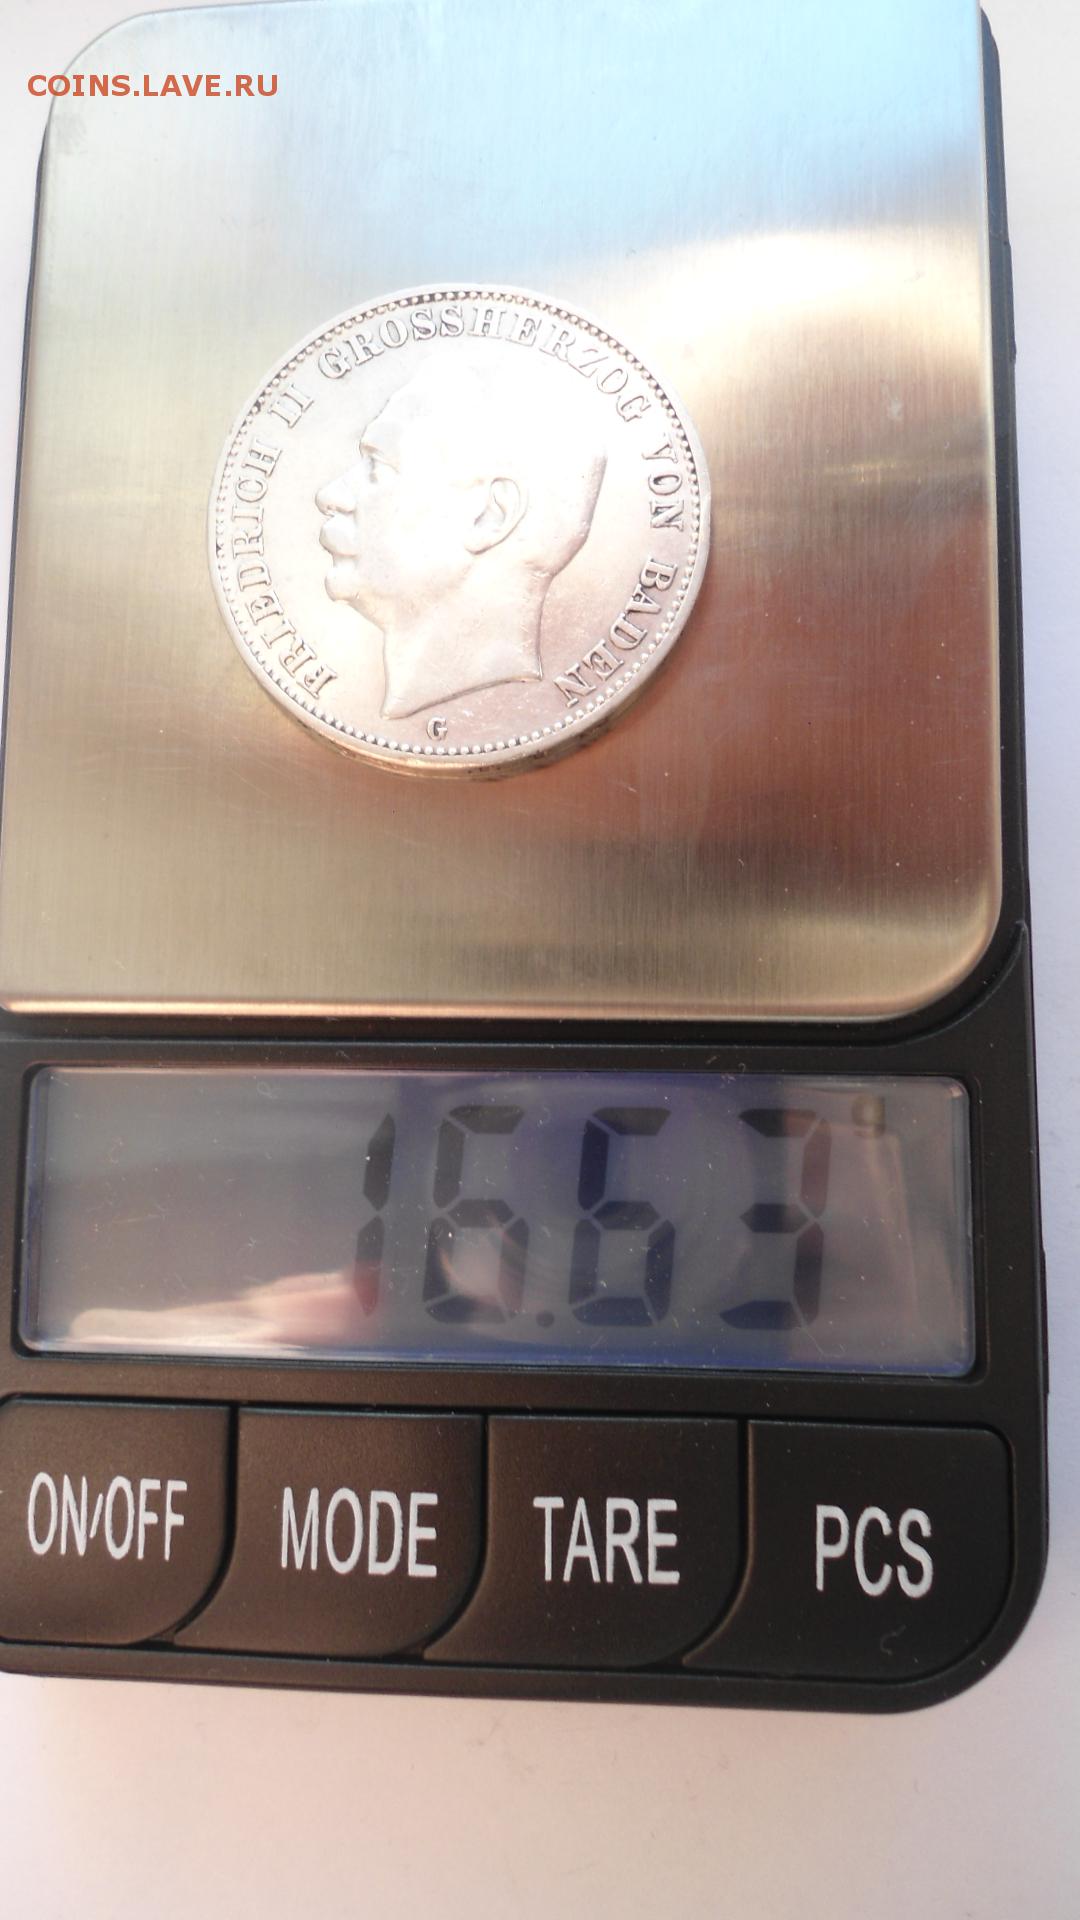 COINS.LAVE.RU
FRIEDRICH II GROSSHERZOG VON BADEN
G
16.63 g
ON/OFF MODE TARE PCS